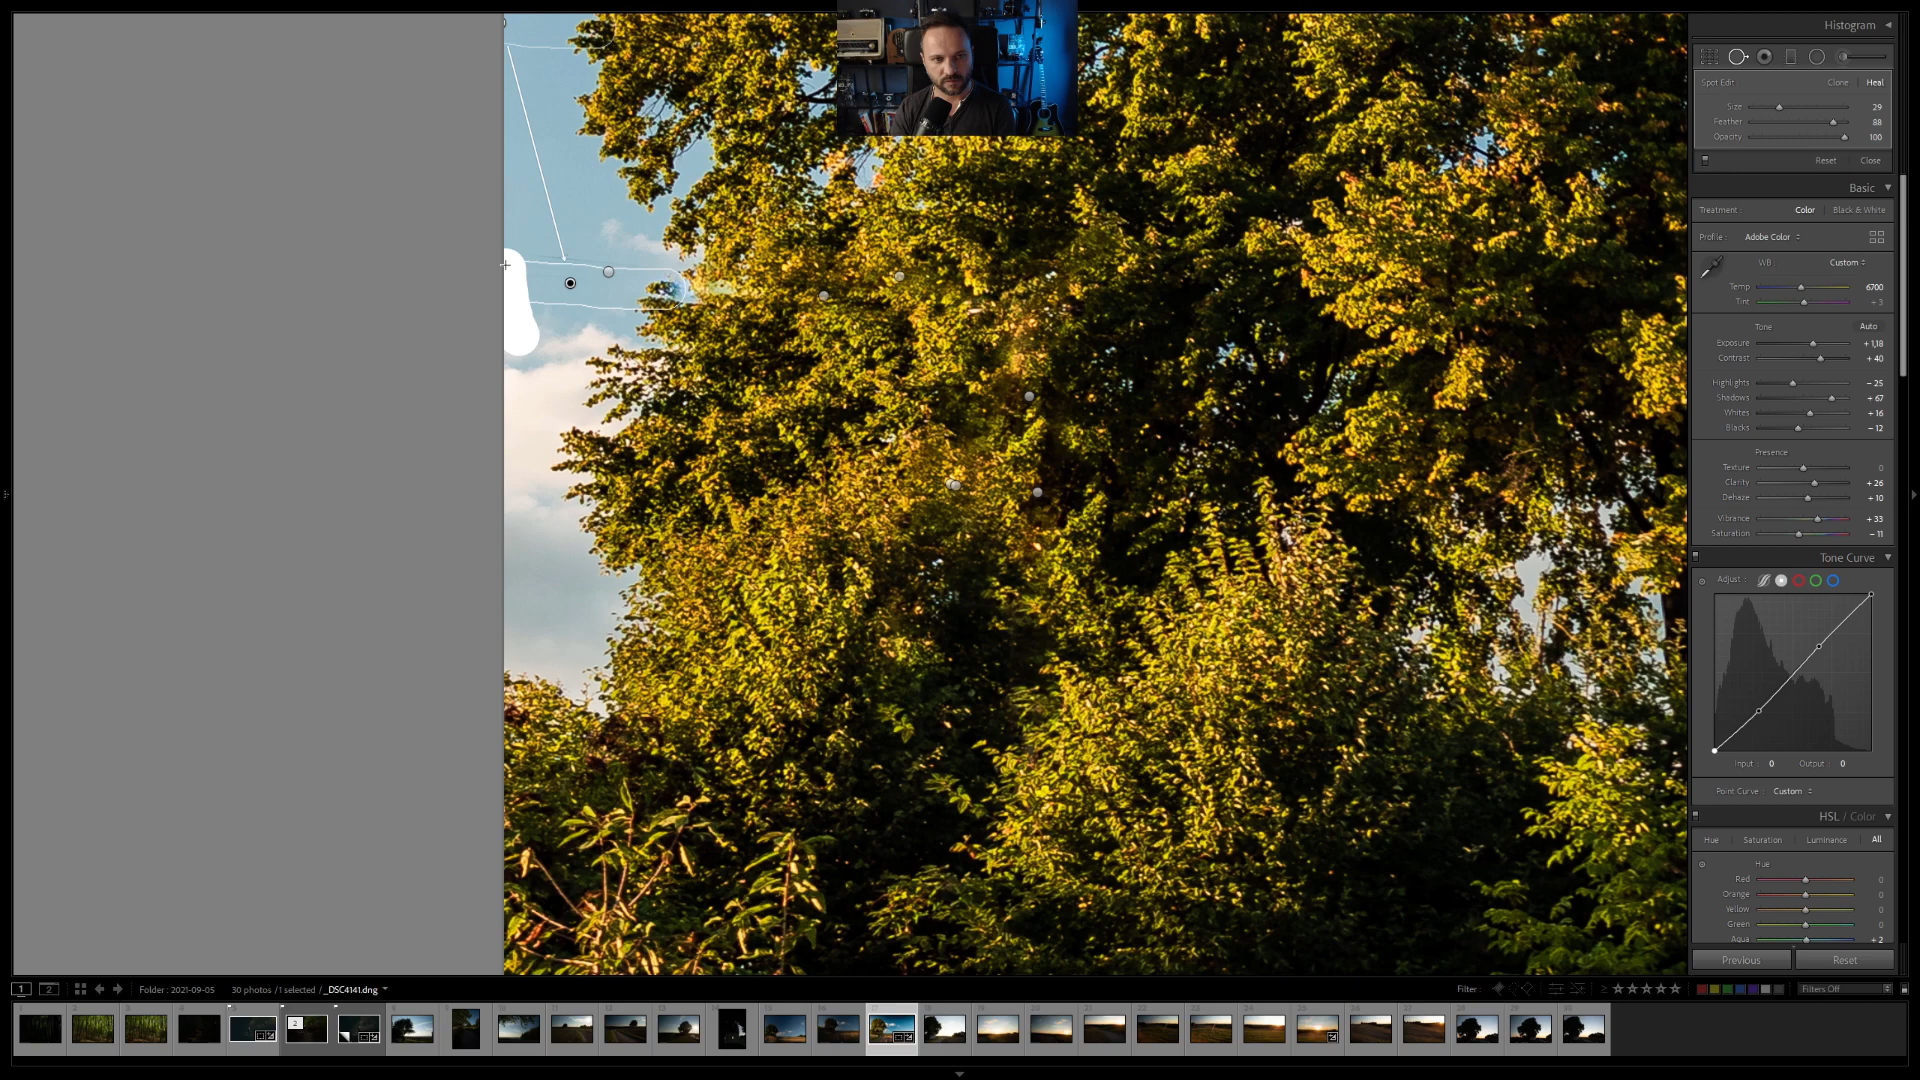 Histogram
Spot Edit : Clone Heal
Size 29
Feather 88
Opacity 100
Reset Close
Basic
Treatment : Color Black & White
Profile : Adobe Color
WB : Custom
Temp 6700
Tint + 3
Tone Auto
Exposure + 1,18
Contrast + 40
Highlights − 25
Shadows + 67
Whites + 16
Blacks − 12
Presence
Texture 0
Clarity + 26
Dehaze + 10
Vibrance + 33
Saturation − 11
Tone Curve
Adjust :
Input : 0 Output : 0
Point Curve : Custom
HSL / Color
Hue Saturation Luminance All
Hue
Red 0
Orange 0
Yellow 0
Green 0
Aqua + 2
Previous Reset
1 2 Folder : 2021-09-05 30 photos / 1 selected / _DSC4141.dng Filter : Filters Off
2